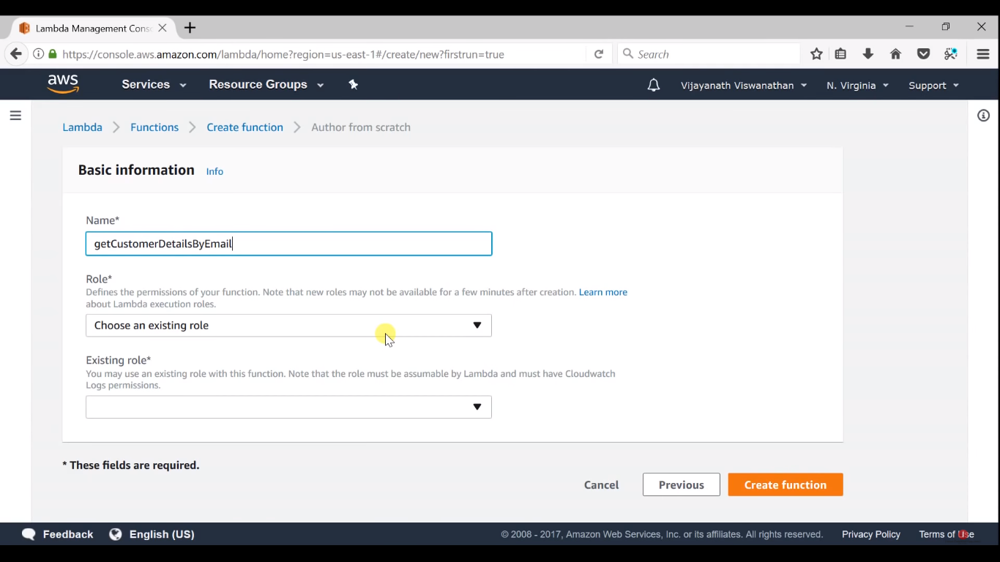 Lambda Management Conso
https://console.aws.amazon.com/lambda/home?region=us-east-1#/create/new?firstrun=true
Search
aws
Services
Resource Groups
Vijayanath Viswanathan
N. Virginia
Support
Lambda > Functions > Create function > Author from scratch
Basic information
Info
Name*
getCustomerDetailsByEmail
Role*
Defines the permissions of your function. Note that new roles may not be available for a few minutes after creation. Learn more
about Lambda execution roles.
Choose an existing role
Existing role*
You may use an existing role with this function. Note that the role must be assumable by Lambda and must have Cloudwatch
Logs permissions.
* These fields are required.
Cancel
Previous
Create function
Feedback
English (US)
© 2008 - 2017, Amazon Web Services, Inc. or its affiliates. All rights reserved.
Privacy Policy
Terms of Use